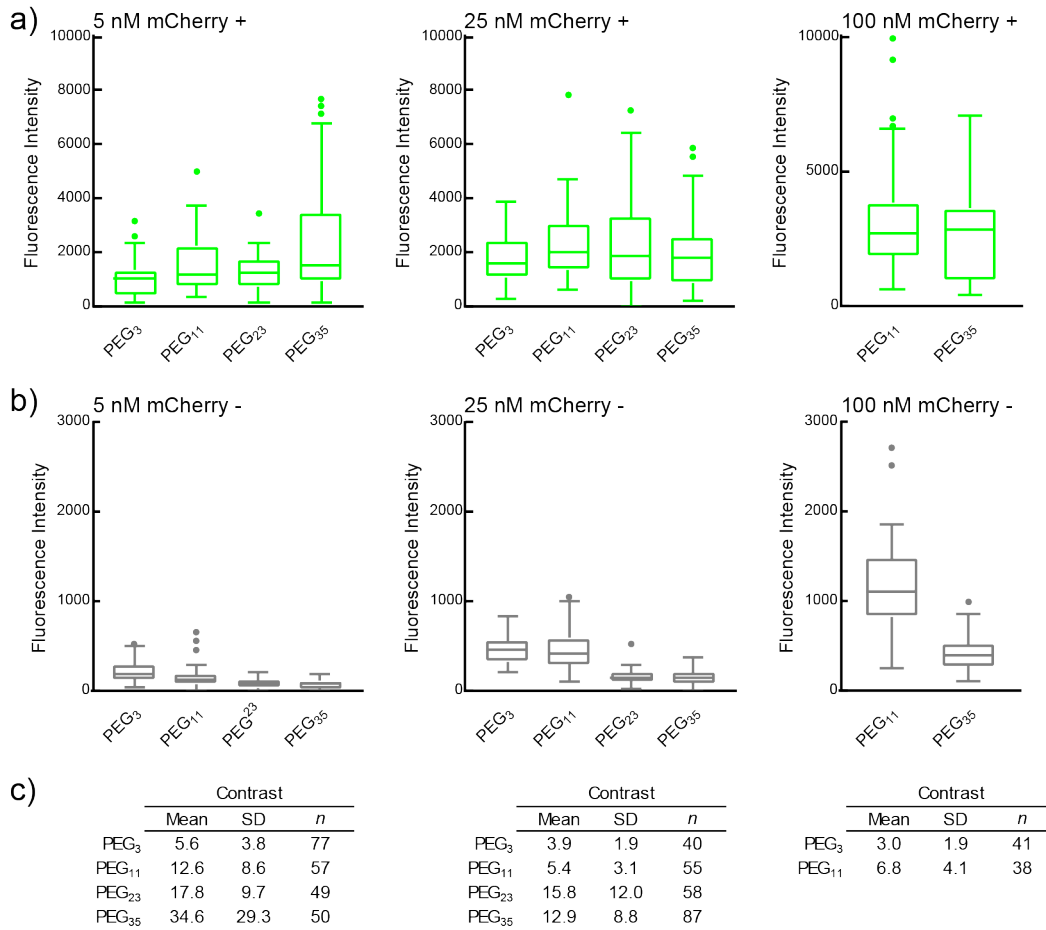 a)
5 nM mCherry +
25 nM mCherry +
100 nM mCherry +
Fluorescence Intensity
10000
8000
6000
4000
2000
0
PEG3 PEG11 PEG23 PEG35
Fluorescence Intensity
10000
8000
6000
4000
2000
0
PEG3 PEG11 PEG23 PEG35
Fluorescence Intensity
10000
5000
0
PEG11 PEG35
b)
5 nM mCherry -
25 nM mCherry -
100 nM mCherry -
Fluorescence Intensity
3000
2000
1000
0
PEG3 PEG11 PEG23 PEG35
Fluorescence Intensity
3000
2000
1000
0
PEG3 PEG11 PEG23 PEG35
Fluorescence Intensity
3000
2000
1000
0
PEG11 PEG35
c)
Contrast
Mean SD n
PEG3 5.6 3.8 77
PEG11 12.6 8.6 57
PEG23 17.8 9.7 49
PEG35 34.6 29.3 50
Contrast
Mean SD n
PEG3 3.9 1.9 40
PEG11 5.4 3.1 55
PEG23 15.8 12.0 58
PEG35 12.9 8.8 87
Contrast
Mean SD n
PEG3 3.0 1.9 41
PEG11 6.8 4.1 38